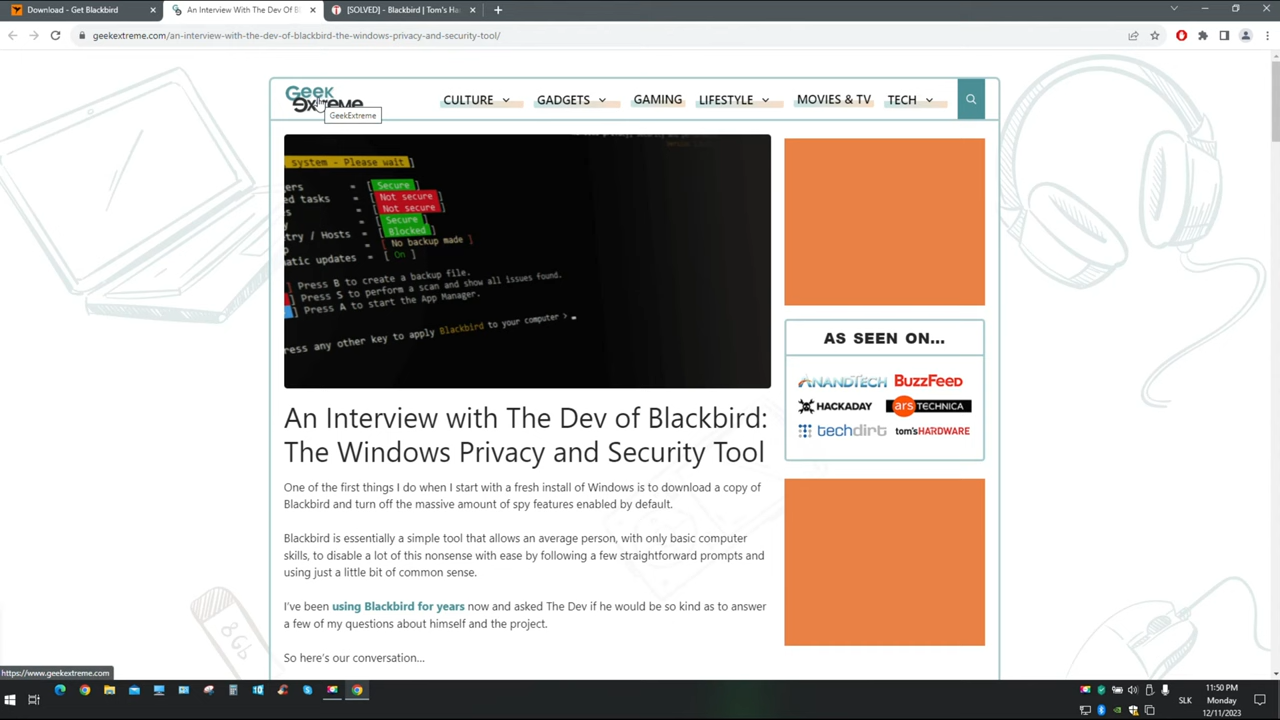 Download - Get Blackbird
An Interview With The Dev Of B
[SOLVED] - Blackbird | Tom's Ha
geekextreme.com/an-interview-with-the-dev-of-blackbird-the-windows-privacy-and-security-tool/
Geek
Extreme
GeekExtreme
CULTURE
GADGETS
GAMING
LIFESTYLE
MOVIES & TV
TECH
system - Please wait
ers = [ Secure ]
ed tasks = [ Not secure ]
s = [ Not secure ]
y = [ Secure ]
try / Hosts = [ Blocked ]
p = [ No backup made ]
matic updates = [ On ]
] Press B to create a backup file.
] Press S to perform a scan and show all issues found.
] Press A to start the App Manager.
ress any other key to apply Blackbird to your computer >
AS SEEN ON...
ANANDTECH BuzzFeed
HACKADAY ars TECHNICA
techdirt tom's HARDWARE
An Interview with The Dev of Blackbird:
The Windows Privacy and Security Tool
One of the first things I do when I start with a fresh install of Windows is to download a copy of
Blackbird and turn off the massive amount of spy features enabled by default.
Blackbird is essentially a simple tool that allows an average person, with only basic computer
skills, to disable a lot of this nonsense with ease by following a few straightforward prompts and
using just a little bit of common sense.
I've been using Blackbird for years now and asked The Dev if he would be so kind as to answer
a few of my questions about himself and the project.
So here's our conversation...
8Gb
https://www.geekextreme.com
SLK
11:50 PM
Monday
12/11/2023